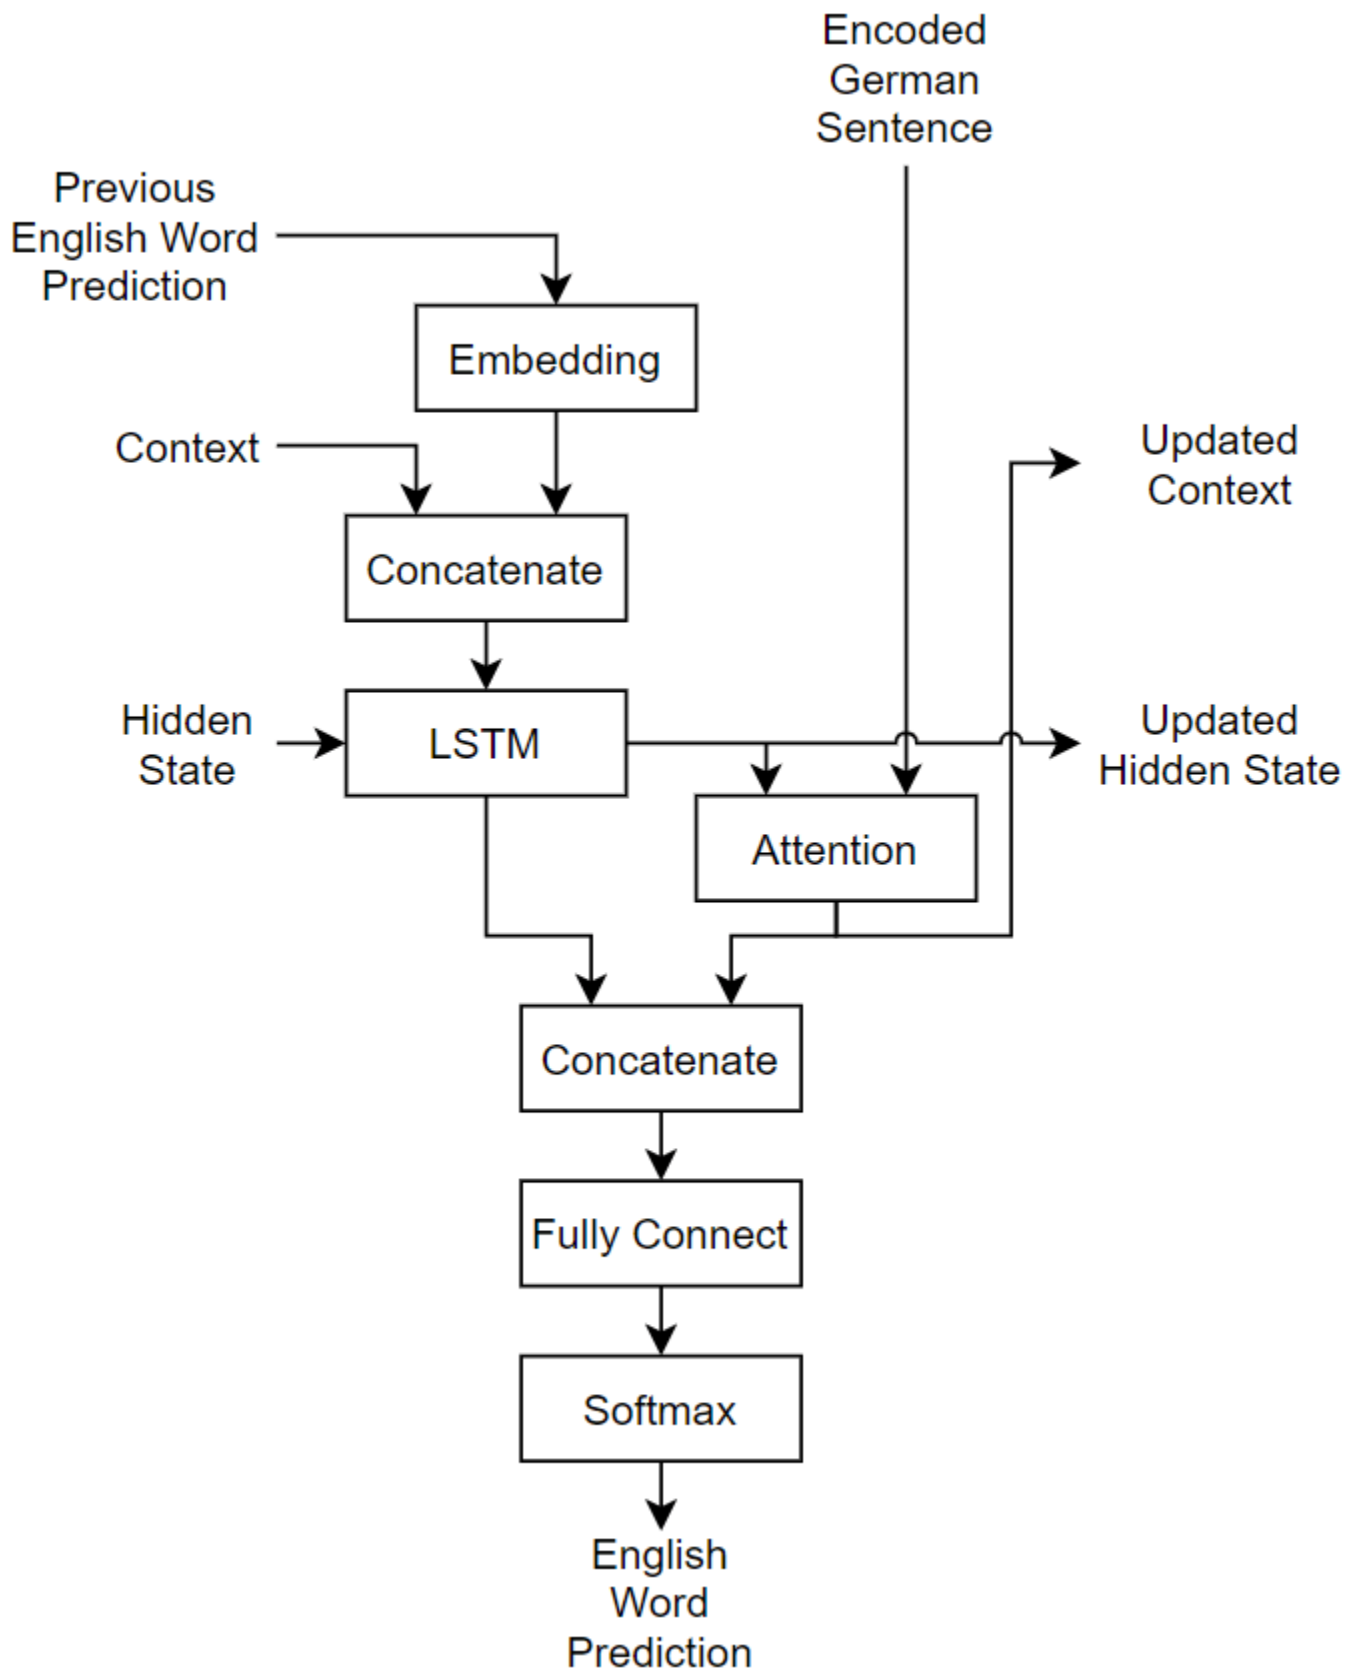 Encoded
German
Sentence
Previous
English Word
Prediction
Embedding
Context
Updated
Context
Concatenate
Hidden
State
LSTM
Updated
Hidden State
Attention
Concatenate
Fully Connect
Softmax
English
Word
Prediction